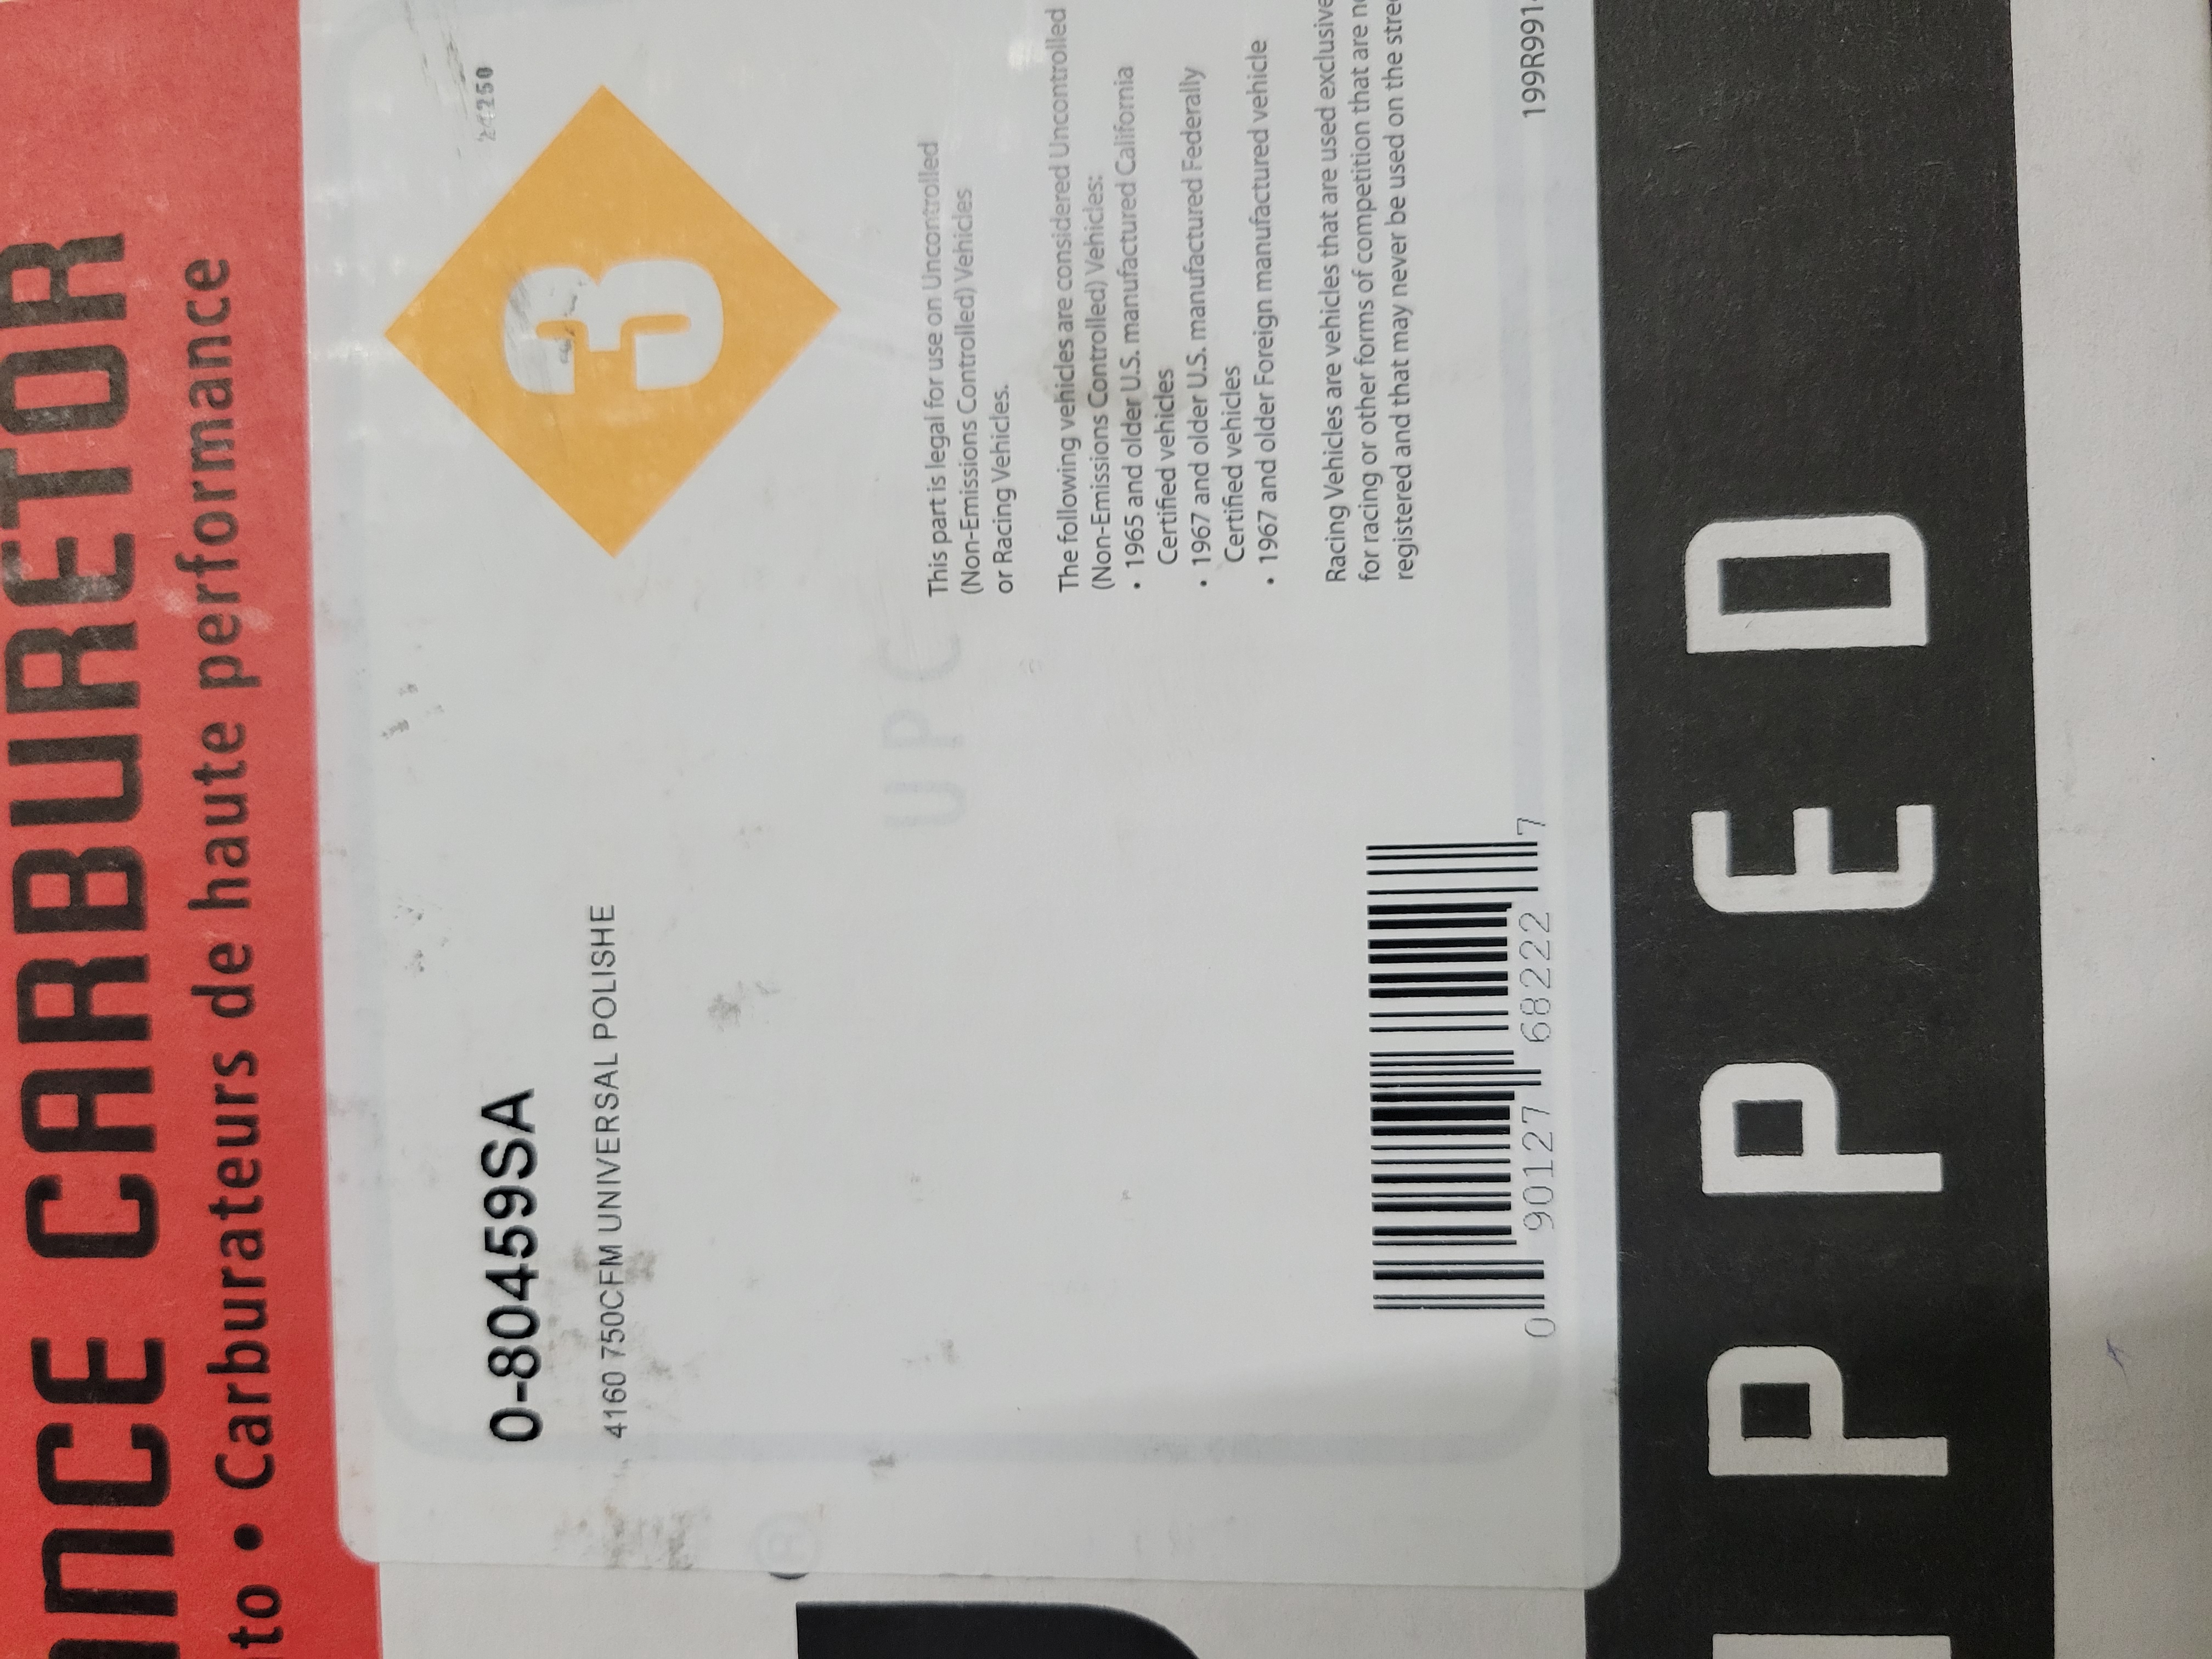 NCE CARBURETOR
to • Carburateurs de haute performance
0-80459SA
4160 750CFM UNIVERSAL POLISHE
24250
3
UPC
This part is legal for use on Uncontrolled
(Non-Emissions Controlled) Vehicles
or Racing Vehicles.
The following vehicles are considered Uncontrolled
(Non-Emissions Controlled) Vehicles:
• 1965 and older U.S. manufactured California
Certified vehicles
• 1967 and older U.S. manufactured Federally
Certified vehicles
• 1967 and older Foreign manufactured vehicle
Racing Vehicles are vehicles that are used exclusive
for racing or other forms of competition that are
registered and that may never be used on the
0 90127 68222 7
199R991
®
PPED